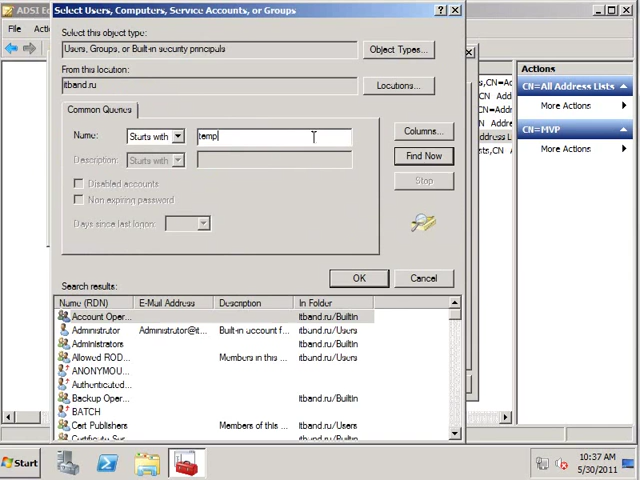 ADSI E
Select Users, Computers, Service Accounts, or Groups
File
Select this object type:
Users, Groups, or Built-in security principals
Object Types...
From this location:
itband.ru
Locations...
Common Queries
Name:
Starts with
temp
Description:
Starts with
Disabled accounts
Non expiring password
Days since last logon:
Columns...
Find Now
Stop
OK
Cancel
Search results:
Name (RDN) E-Mail Address Description In Folder
Account Oper... itband.ru/Builtin
Administrator Administrator@t... Built-in account f... itband.ru/Users
Administrators itband.ru/Builtin
Allowed ROD... Members in this ... itband.ru/Users
ANONYMOU...
Authenticated...
Backup Oper... itband.ru/Builtin
BATCH
Cert Publishers Members of this ... itband.ru/Users
Actions
CN=All Address Lists
More Actions
CN=MVP
More Actions
Start
10:37 AM
5/30/2011